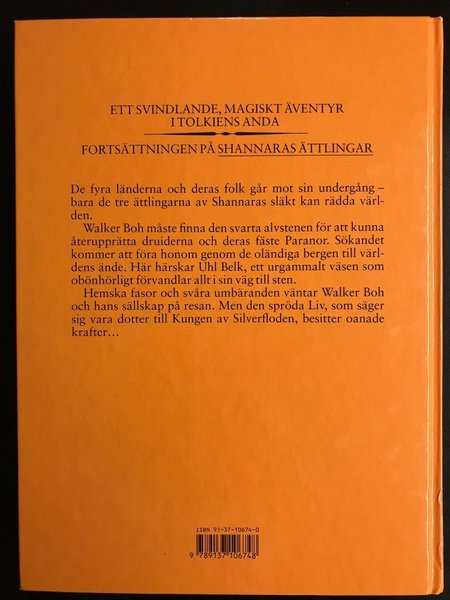 ETT SVINDLANDE, MAGISKT ÄVENTYR
I TOLKIENS ANDA
FORTSÄTTNINGEN PÅ SHANNARAS ÄTTLINGAR
De fyra länderna och deras folk går mot sin undergång –
bara de tre ättlingarna av Shannaras släkt kan rädda värl-
den.
Walker Boh måste finna den svarta alvstenen för att kunna
återupprätta druiderna och deras fäste Paranor. Sökandet
kommer att föra honom genom de oländiga bergen till värl-
dens ände. Här härskar Uhl Belk, ett urgammalt väsen som
obönhörligt förvandlar allt i sin väg till sten.
Hemska fasor och svåra umbäranden väntar Walker Boh
och hans sällskap på resan. Men den spröda Liv, som säger
sig vara dotter till Kungen av Silverfloden, besitter oanade
krafter...
ISBN 91-37-10674-0
9 789137 106748